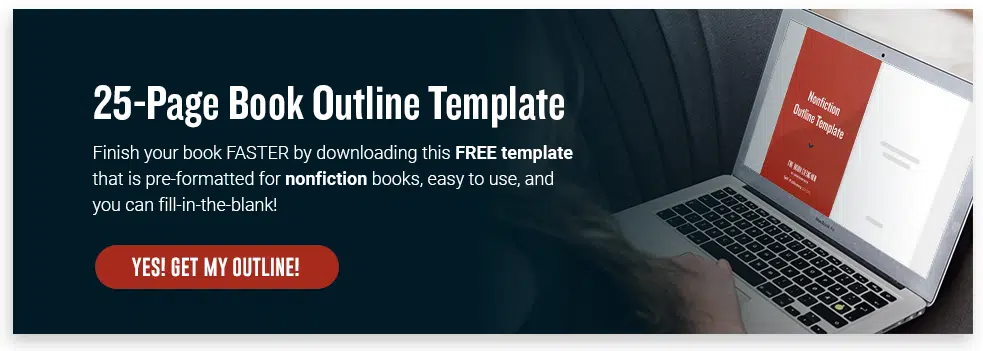 25-Page Book Outline Template
Finish your book FASTER by downloading this FREE template
that is pre-formatted for nonfiction books, easy to use, and
you can fill-in-the-blank!
YES! GET MY OUTLINE!
Nonfiction
Outline Template